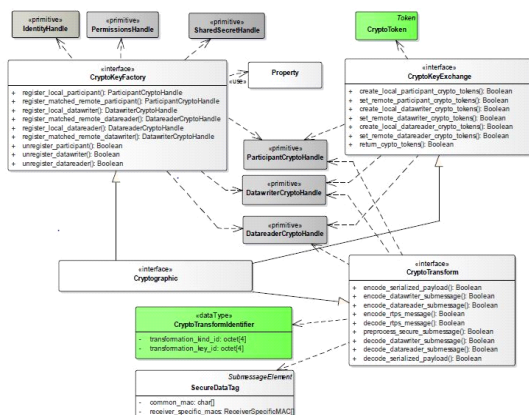 «primitive»
IdentityHandle
«primitive»
PermissionsHandle
«primitive»
SharedSecretHandle
Token
CryptoToken
«interface»
CryptoKeyFactory
+ register_local_participant(): ParticipantCryptoHandle
+ register_matched_remote_participant(): ParticipantCryptoHandle
+ register_local_datawriter(): DatawriterCryptoHandle
+ register_matched_remote_datareader(): DatareaderCryptoHandle
+ register_local_datareader(): DatareaderCryptoHandle
+ register_matched_remote_datawriter(): DatawriterCryptoHandle
+ unregister_participant(): Boolean
+ unregister_datawriter(): Boolean
+ unregister_datareader(): Boolean
«use»
Property
«interface»
CryptoKeyExchange
+ create_local_participant_crypto_tokens(): Boolean
+ set_remote_participant_crypto_tokens(): Boolean
+ create_local_datawriter_crypto_tokens(): Boolean
+ set_remote_datawriter_crypto_tokens(): Boolean
+ create_local_datareader_crypto_tokens(): Boolean
+ set_remote_datareader_crypto_tokens(): Boolean
+ return_crypto_tokens(): Boolean
«primitive»
ParticipantCryptoHandle
«primitive»
DatawriterCryptoHandle
«primitive»
DatareaderCryptoHandle
«interface»
Cryptographic
«interface»
CryptoTransform
+ encode_serialized_payload(): Boolean
+ encode_datawriter_submessage(): Boolean
+ encode_datareader_submessage(): Boolean
+ encode_rtps_message(): Boolean
+ decode_rtps_message(): Boolean
+ preprocess_secure_submessage(): Boolean
+ decode_datawriter_submessage(): Boolean
+ decode_datareader_submessage(): Boolean
+ decode_serialized_payload(): Boolean
«dataType»
CryptoTransformIdentifier
- transformation_kind_id: octet[4]
- transformation_key_id: octet[4]
SubmessageElement
SecureDataTag
- common_mac: char[]
- receiver_specific_macs: ReceiverSpecificMAC[]